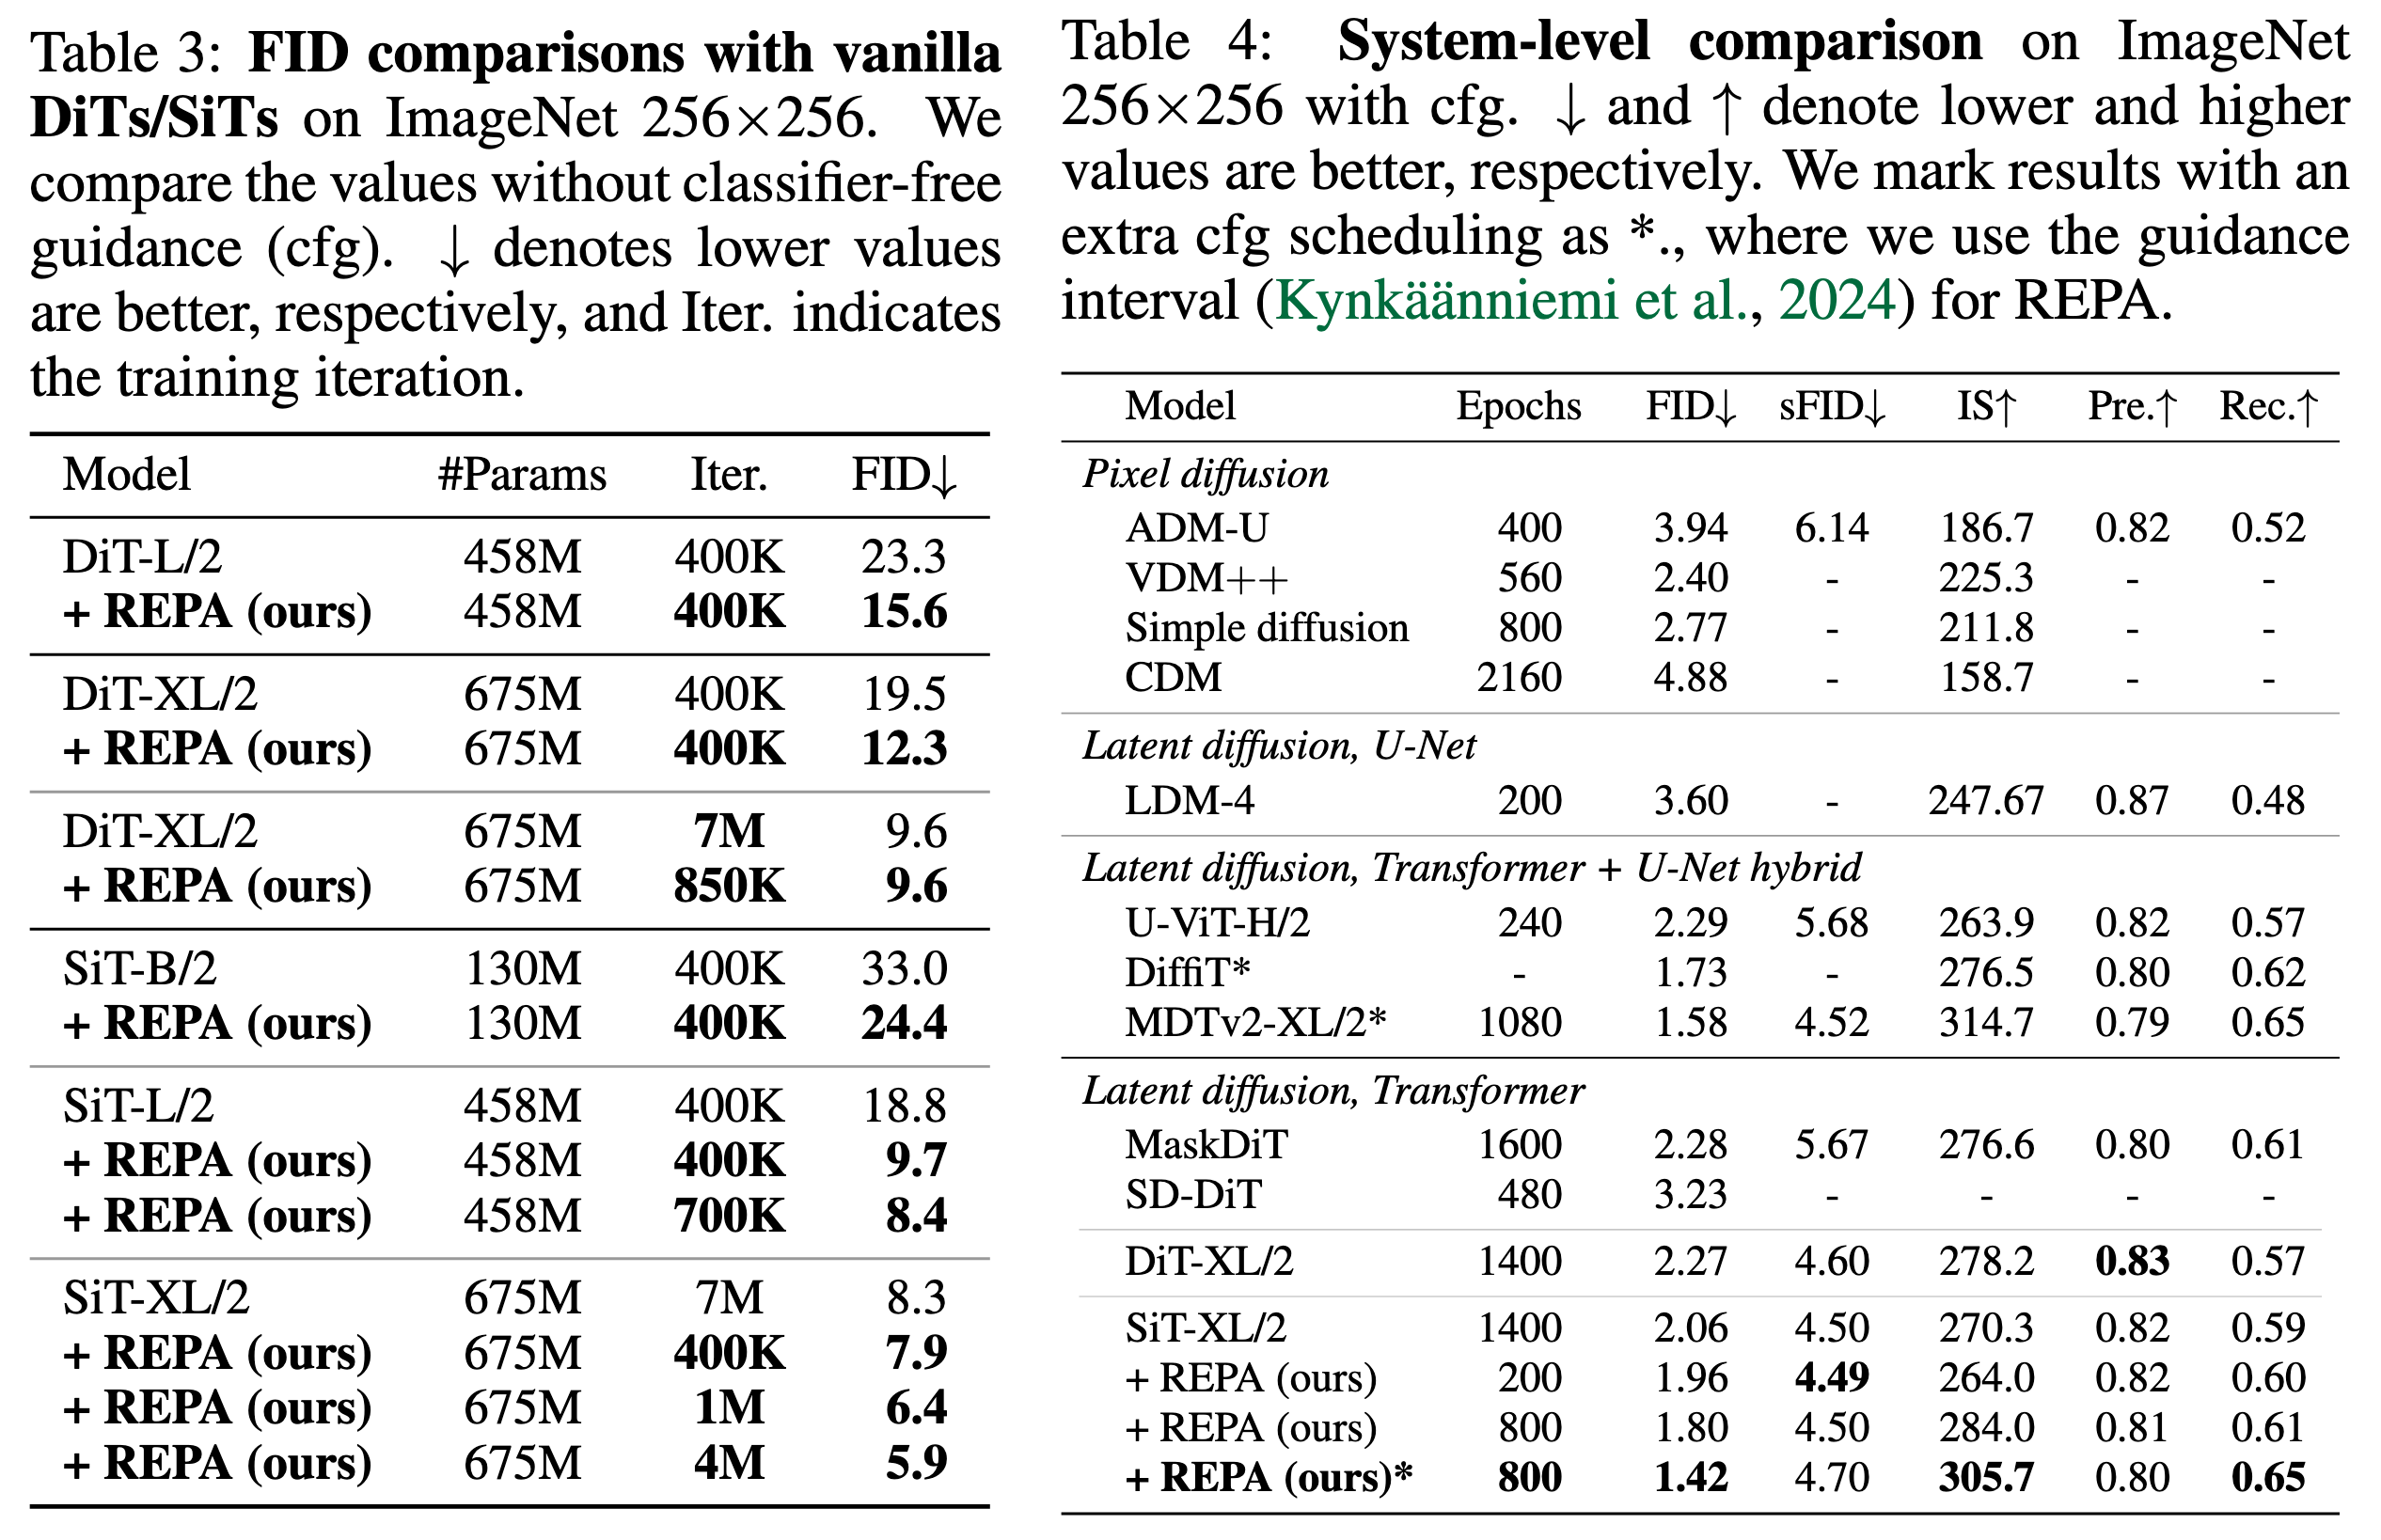 Table 3: FID comparisons with vanilla
DiTs/SiTs on ImageNet 256×256. We
compare the values without classifier-free
guidance (cfg). ↓ denotes lower values
are better, respectively, and Iter. indicates
the training iteration.
Model #Params Iter. FID↓
DiT-L/2 458M 400K 23.3
+ REPA (ours) 458M 400K 15.6
DiT-XL/2 675M 400K 19.5
+ REPA (ours) 675M 400K 12.3
DiT-XL/2 675M 7M 9.6
+ REPA (ours) 675M 850K 9.6
SiT-B/2 130M 400K 33.0
+ REPA (ours) 130M 400K 24.4
SiT-L/2 458M 400K 18.8
+ REPA (ours) 458M 400K 9.7
+ REPA (ours) 458M 700K 8.4
SiT-XL/2 675M 7M 8.3
+ REPA (ours) 675M 400K 7.9
+ REPA (ours) 675M 1M 6.4
+ REPA (ours) 675M 4M 5.9
Table 4: System-level comparison on ImageNet
256×256 with cfg. ↓ and ↑ denote lower and higher
values are better, respectively. We mark results with an
extra cfg scheduling as *., where we use the guidance
interval (Kynkäänniemi et al., 2024) for REPA.
Model Epochs FID↓ sFID↓ IS↑ Pre.↑ Rec.↑
Pixel diffusion
ADM-U 400 3.94 6.14 186.7 0.82 0.52
VDM++ 560 2.40 - 225.3 - -
Simple diffusion 800 2.77 - 211.8 - -
CDM 2160 4.88 - 158.7 - -
Latent diffusion, U-Net
LDM-4 200 3.60 - 247.67 0.87 0.48
Latent diffusion, Transformer + U-Net hybrid
U-ViT-H/2 240 2.29 5.68 263.9 0.82 0.57
DiffiT* - 1.73 - 276.5 0.80 0.62
MDTv2-XL/2* 1080 1.58 4.52 314.7 0.79 0.65
Latent diffusion, Transformer
MaskDiT 1600 2.28 5.67 276.6 0.80 0.61
SD-DiT 480 3.23 - - - -
DiT-XL/2 1400 2.27 4.60 278.2 0.83 0.57
SiT-XL/2 1400 2.06 4.50 270.3 0.82 0.59
+ REPA (ours) 200 1.96 4.49 264.0 0.82 0.60
+ REPA (ours) 800 1.80 4.50 284.0 0.81 0.61
+ REPA (ours)* 800 1.42 4.70 305.7 0.80 0.65